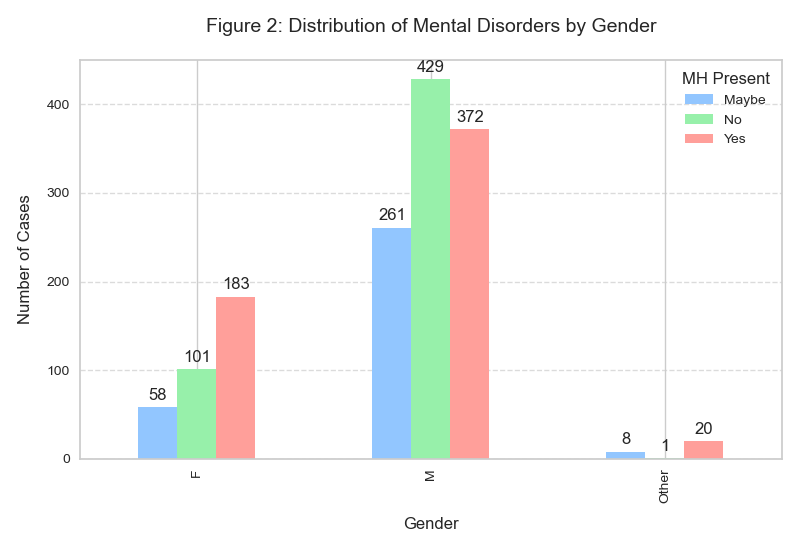 Figure 2: Distribution of Mental Disorders by Gender
MH Present
Maybe
No
Yes
Number of Cases
400
300
200
100
0
58
101
183
261
429
372
8
1
20
F
M
Other
Gender